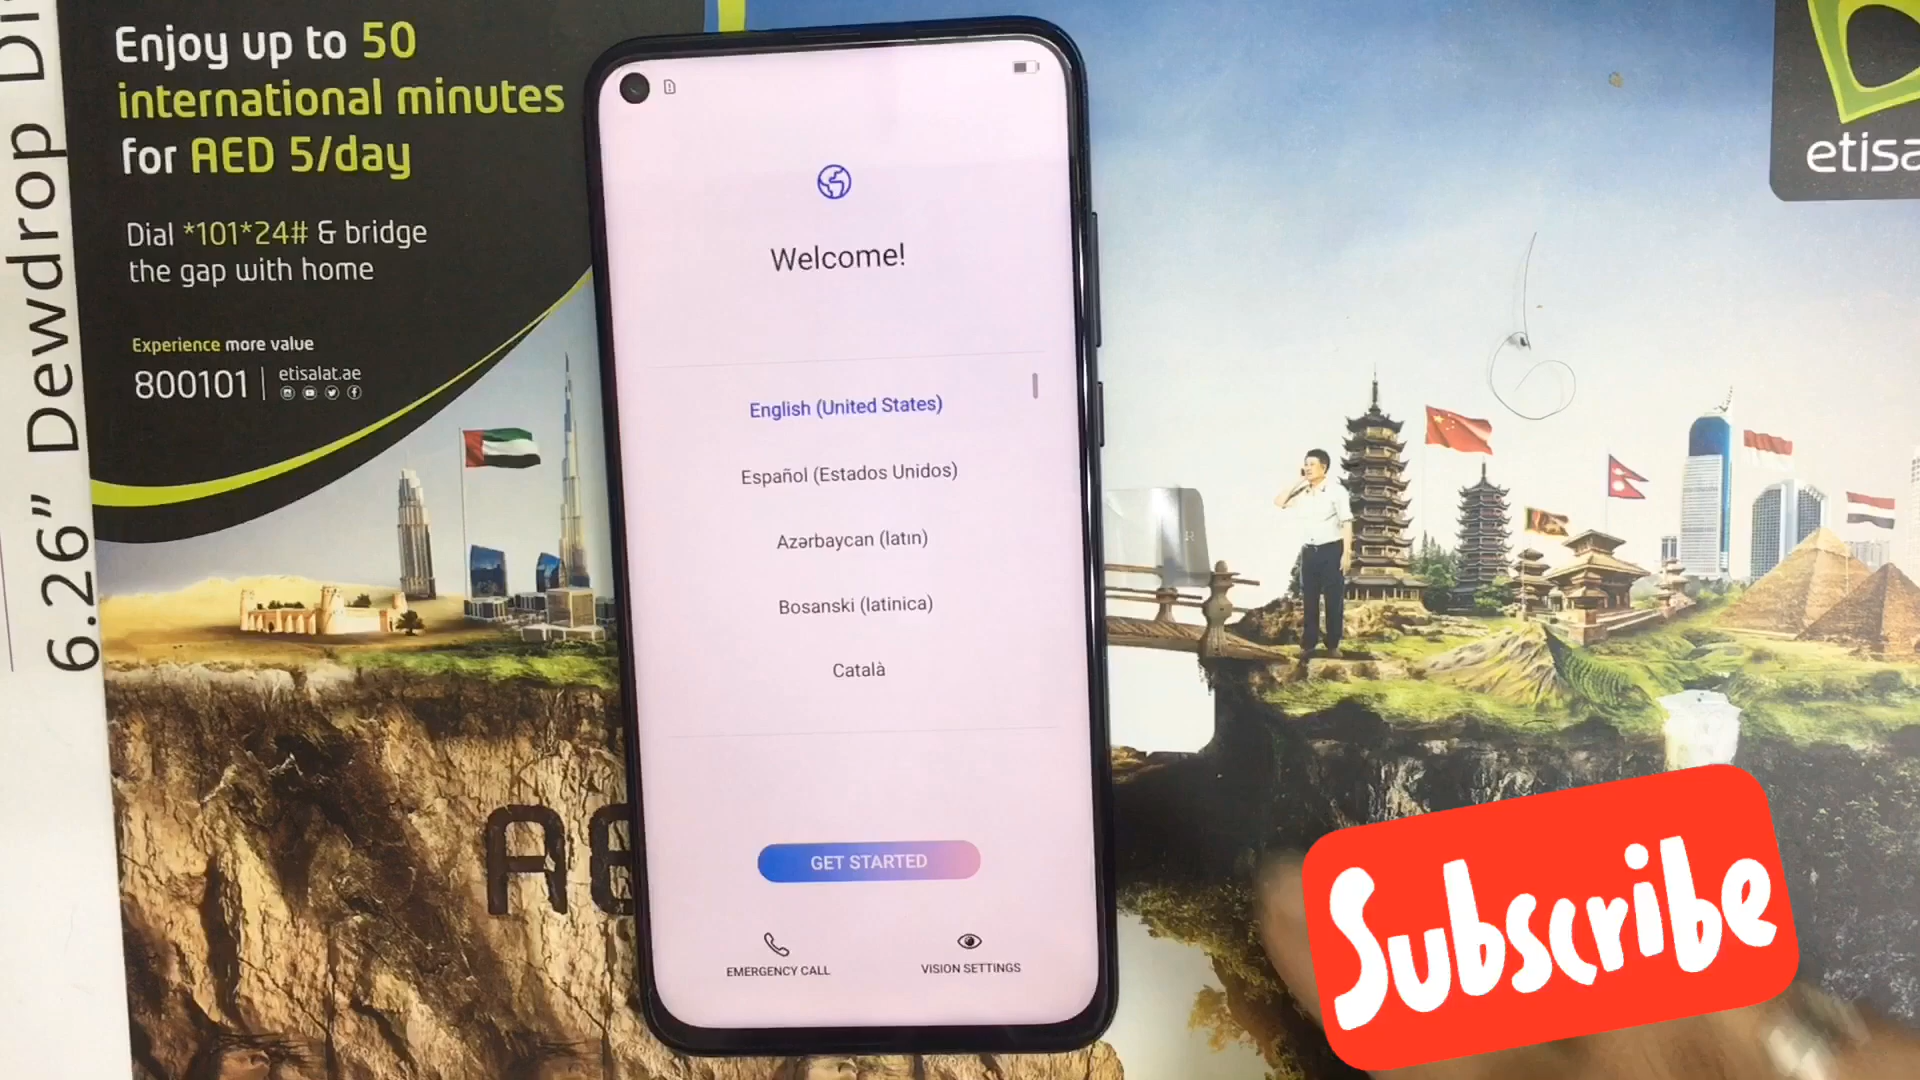 Enjoy up to 50
international minutes
for AED 5/day
Dial *101*24# & bridge
the gap with home
Experience more value
800101
etisalat.ae
6.26” Dewdrop
Welcome!
English (United States)
Español (Estados Unidos)
Azərbaycan (latın)
Bosanski (latinica)
Català
GET STARTED
EMERGENCY CALL
VISION SETTINGS
etisa
Subscribe